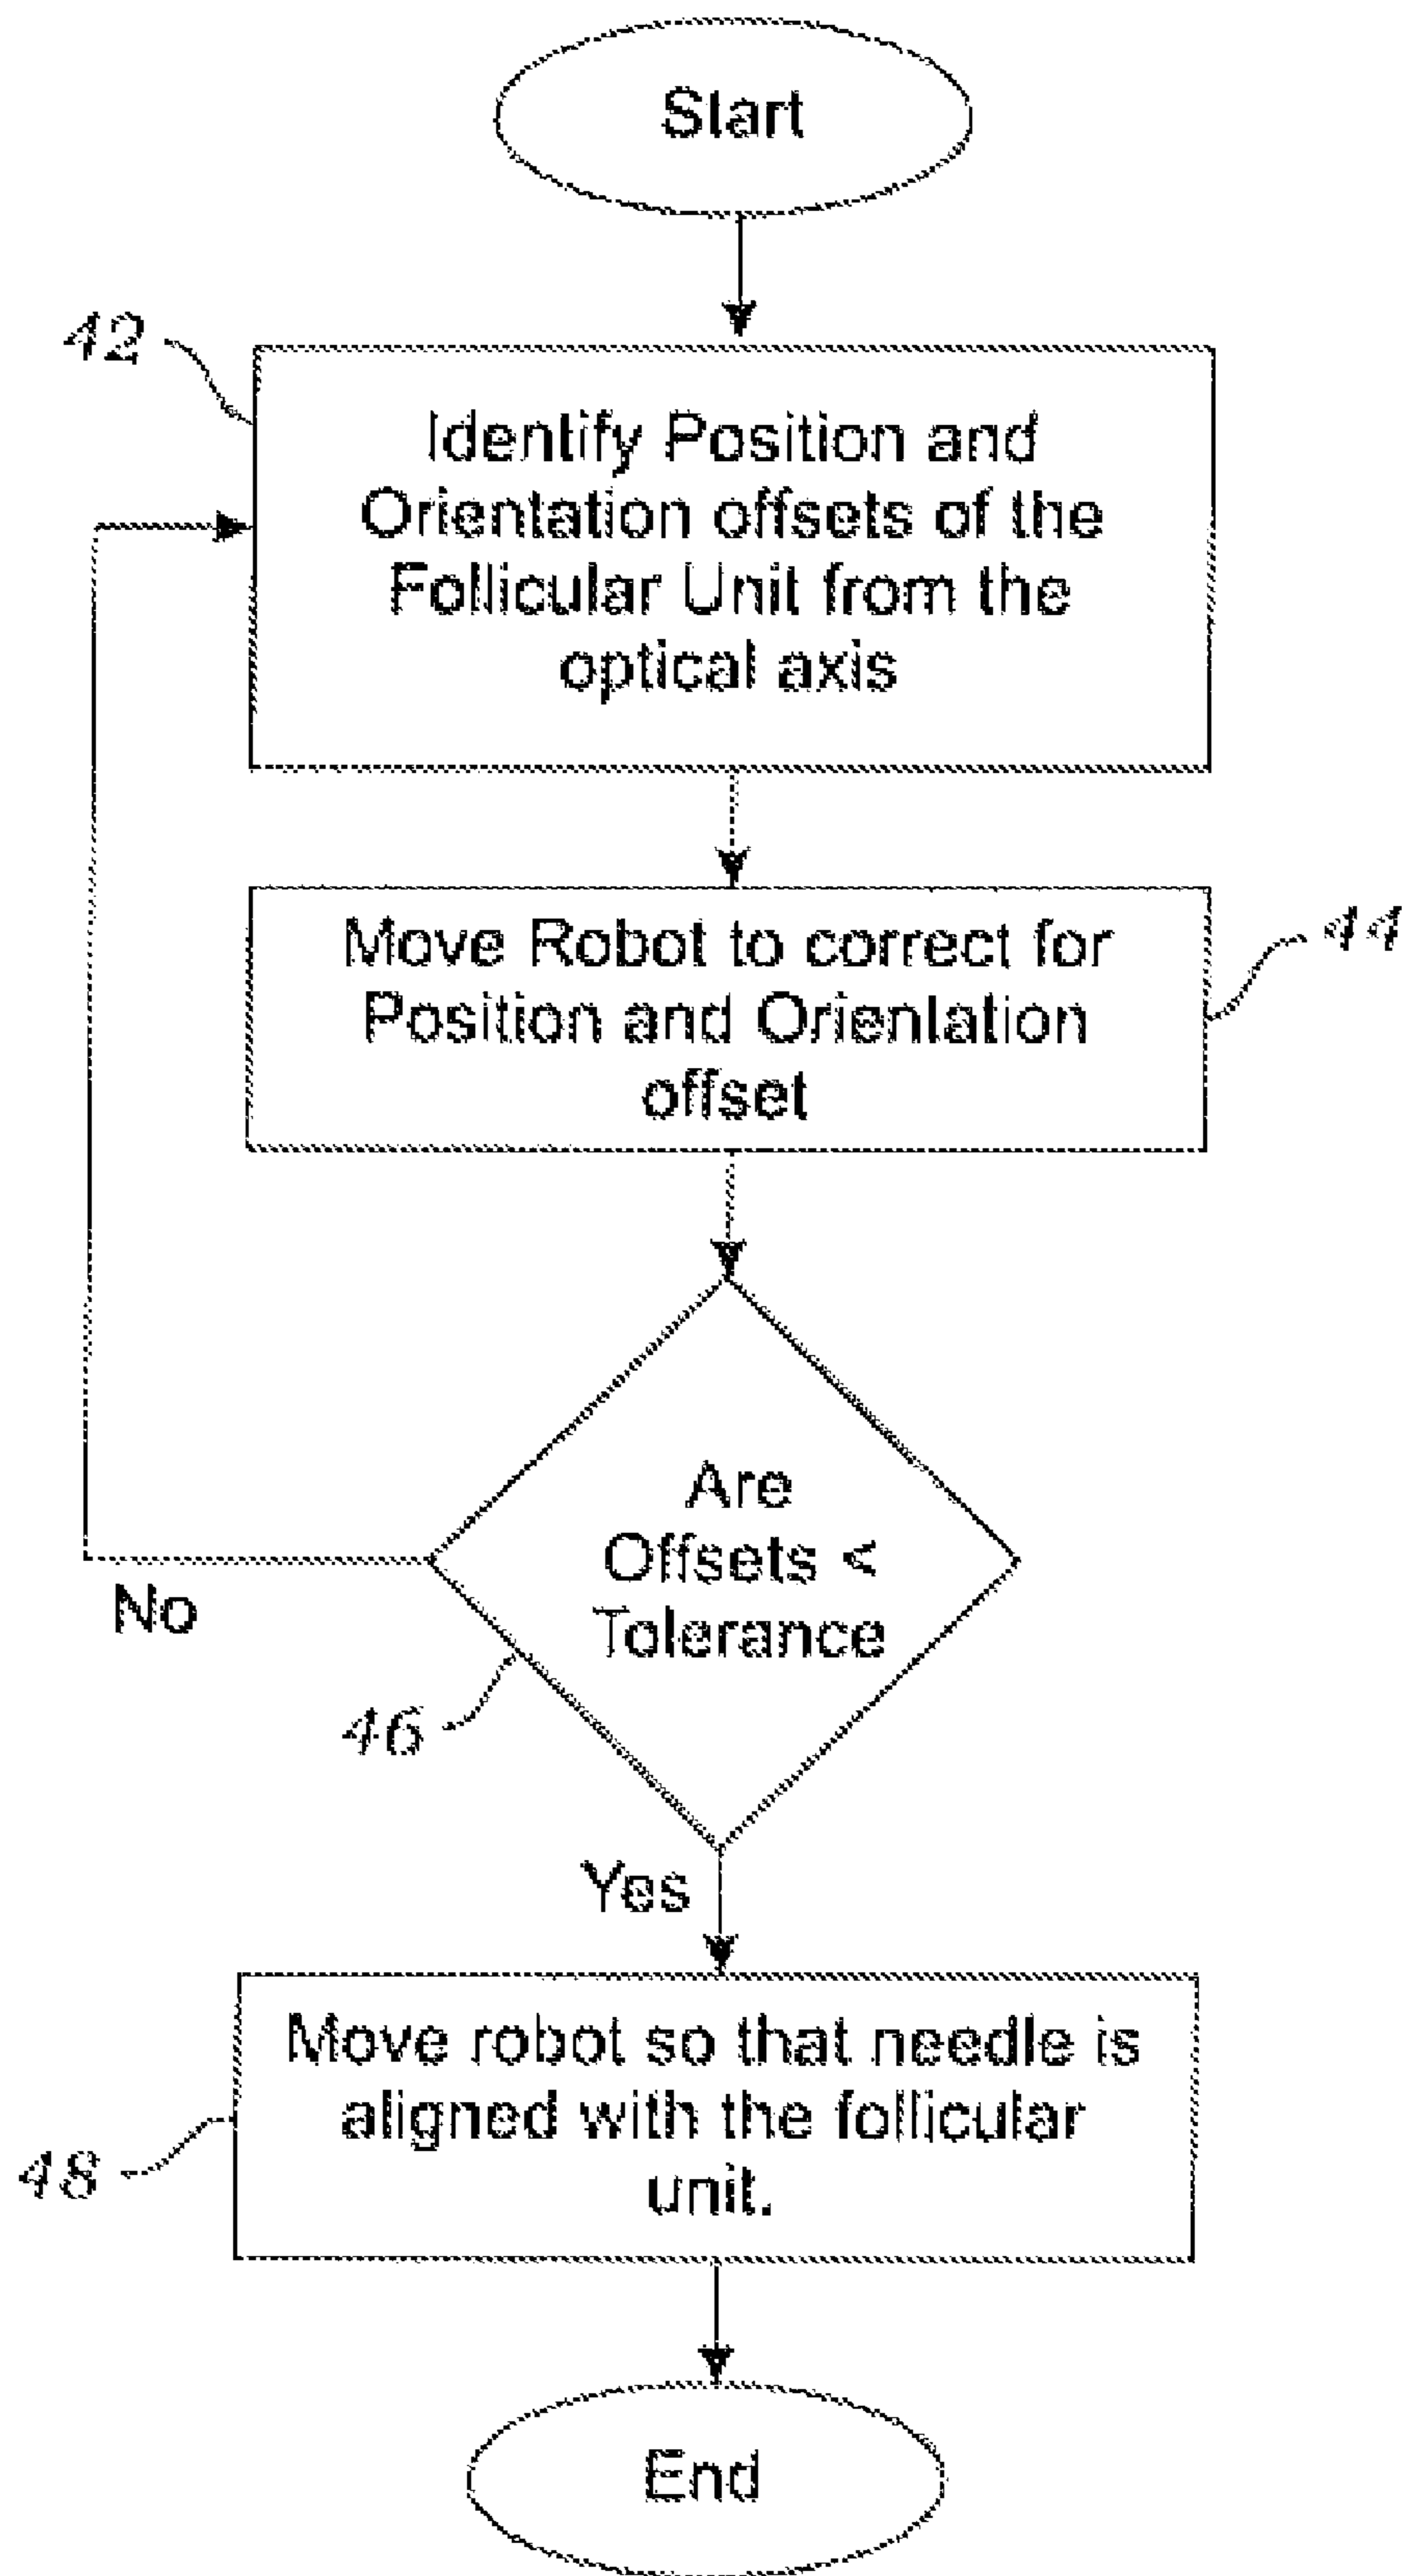 Start
42
Identify Position and
Orientation offsets of the
Follicular Unit from the
optical axis
Move Robot to correct for
Position and Orientation
offset
44
Are
Offsets <
Tolerance
No
46
Yes
Move robot so that needle is
aligned with the follicular
unit.
48
End